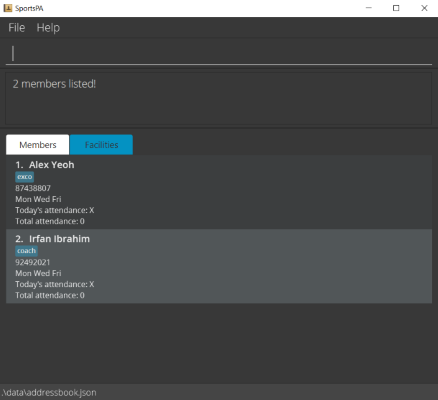 SportsPA
File Help
2 members listed!
Members Facilities
1. Alex Yeoh
exco
87438807
Mon Wed Fri
Today's attendance: X
Total attendance: 0
2. Irfan Ibrahim
coach
92492021
Mon Wed Fri
Today's attendance: X
Total attendance: 0
.\data\addressbook.json